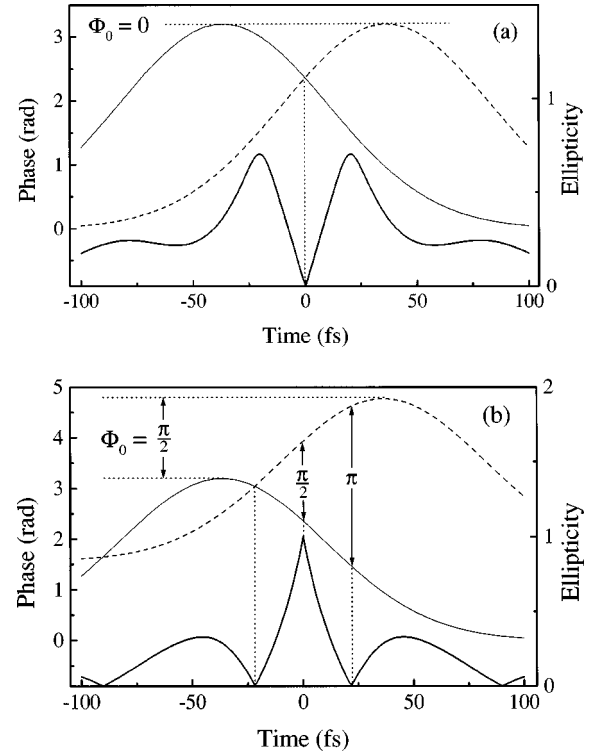 Φ₀ = 0
(a)
Phase (rad)
3
2
1
0
Ellipticity
1
0
-100 -50 0 50 100
Time (fs)
(b)
Φ₀ = π/2
π/2
π
Phase (rad)
5
4
3
2
1
0
Ellipticity
2
1
0
-100 -50 0 50 100
Time (fs)